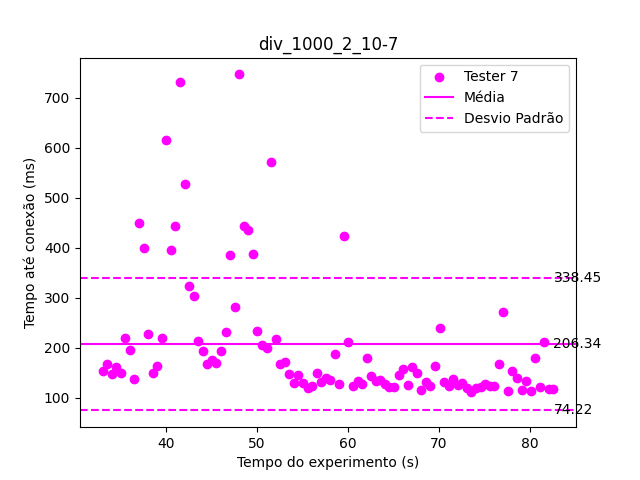 div_1000_2_10-7
Tester 7
Média
Desvio Padrão
Tempo até conexão (ms)
700
600
500
400
300
200
100
338.45
206.34
74.22
40 50 60 70 80
Tempo do experimento (s)